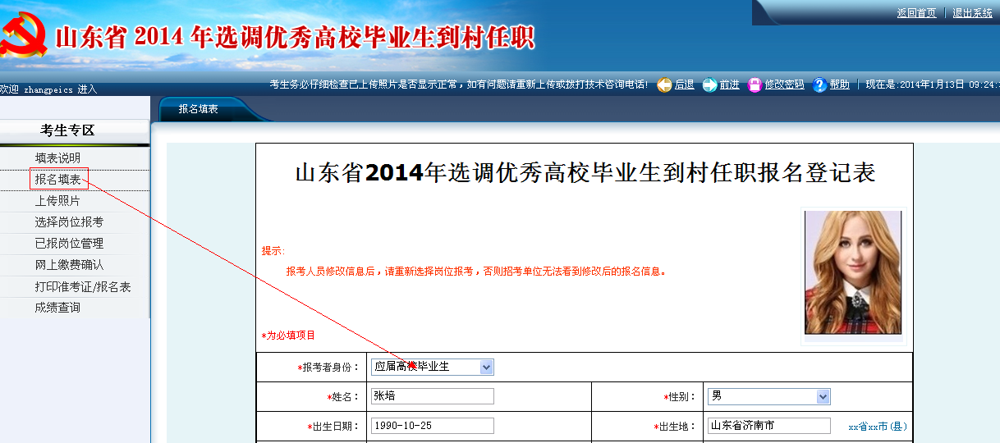 返回首页 | 退出系统
山东省 2014 年选调优秀高校毕业生到村任职
欢迎 zhangpeics 进入
考生务必仔细检查已上传照片是否显示正常，如有问题请重新上传或拨打技术咨询电话! 后退 前进 修改密码 帮助 | 现在是:2014年1月13日 09:24:
考生专区
填表说明
报名填表
上传照片
选择岗位报考
已报岗位管理
网上缴费确认
打印准考证/报名表
成绩查询
报名填表
山东省2014年选调优秀高校毕业生到村任职报名登记表
提示:
报考人员修改信息后，请重新选择岗位报考，否则招考单位无法看到修改后的报名信息。
*为必填项目
*报考者身份： 应届高校毕业生
*姓名： 张培 *性别： 男
*出生日期： 1990-10-25 *出生地： 山东省济南市 xx省xx市(县)